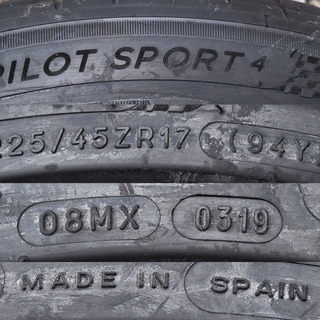 PILOT SPORT 4
225/45ZR17 (94Y)
08MX 0319
MADE IN SPAIN